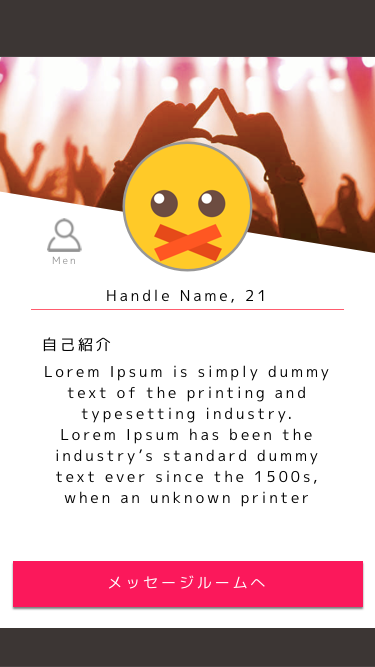 Men
Handle Name, 21
自己紹介
Lorem Ipsum is simply dummy
text of the printing and
typesetting industry.
Lorem Ipsum has been the
industry’s standard dummy
text ever since the 1500s,
when an unknown printer
メッセージルームへ